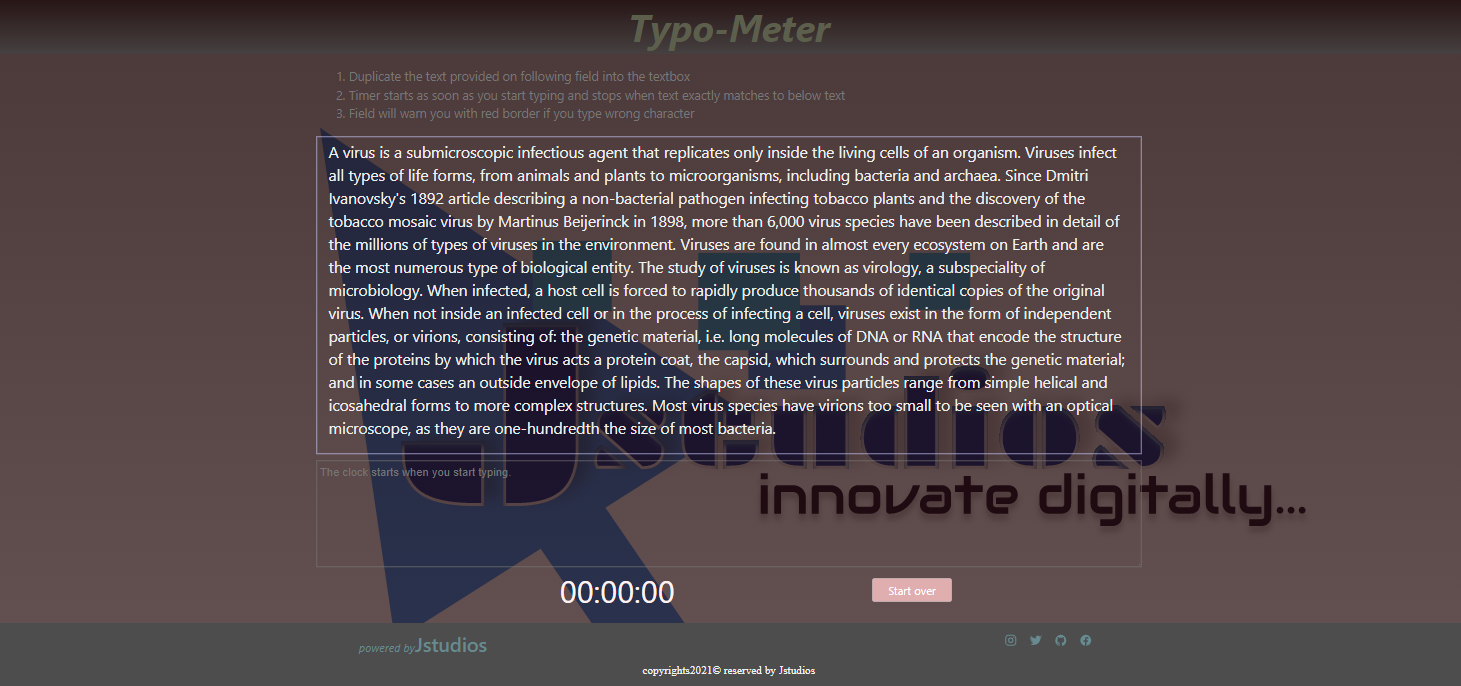 Typo-Meter
1. Duplicate the text provided on following field into the textbox
2. Timer starts as soon as you start typing and stops when text exactly matches to below text
3. Field will warn you with red border if you type wrong character
A virus is a submicroscopic infectious agent that replicates only inside the living cells of an organism. Viruses infect
all types of life forms, from animals and plants to microorganisms, including bacteria and archaea. Since Dmitri
Ivanovsky's 1892 article describing a non-bacterial pathogen infecting tobacco plants and the discovery of the
tobacco mosaic virus by Martinus Beijerinck in 1898, more than 6,000 virus species have been described in detail of
the millions of types of viruses in the environment. Viruses are found in almost every ecosystem on Earth and are
the most numerous type of biological entity. The study of viruses is known as virology, a subspeciality of
microbiology. When infected, a host cell is forced to rapidly produce thousands of identical copies of the original
virus. When not inside an infected cell or in the process of infecting a cell, viruses exist in the form of independent
particles, or virions, consisting of: the genetic material, i.e. long molecules of DNA or RNA that encode the structure
of the proteins by which the virus acts a protein coat, the capsid, which surrounds and protects the genetic material;
and in some cases an outside envelope of lipids. The shapes of these virus particles range from simple helical and
icosahedral forms to more complex structures. Most virus species have virions too small to be seen with an optical
microscope, as they are one-hundredth the size of most bacteria.
Jstudios
The clock starts when you start typing.
innovate digitally...
00:00:00
Start over
powered byJstudios
copyrights2021© reserved by Jstudios